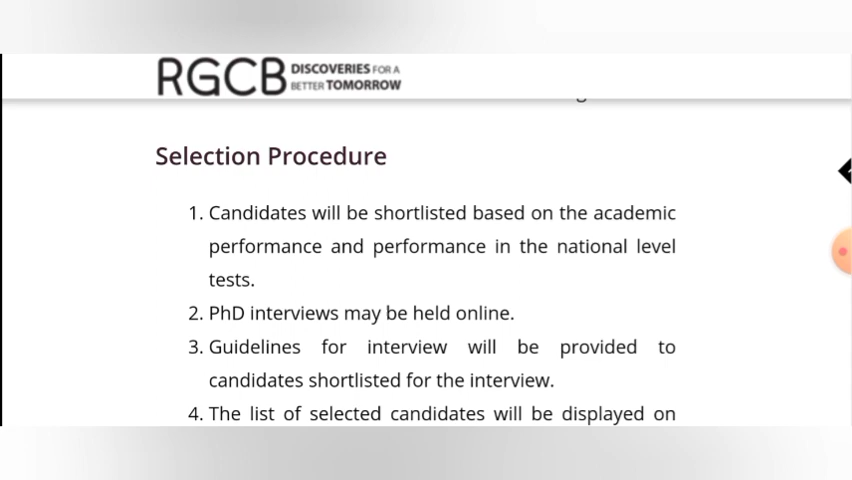 RGCB DISCOVERIES FOR A
BETTER TOMORROW
Selection Procedure
1. Candidates will be shortlisted based on the academic
performance and performance in the national level
tests.
2. PhD interviews may be held online.
3. Guidelines for interview will be provided to
candidates shortlisted for the interview.
4. The list of selected candidates will be displayed on